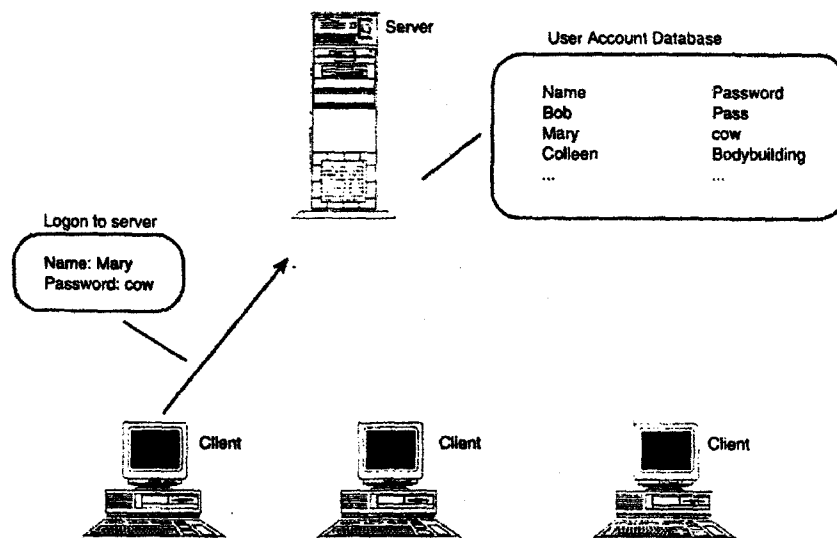 Server
User Account Database
Name Password
Bob Pass
Mary cow
Colleen Bodybuilding
... ...
Logon to server
Name: Mary
Password: cow
Client
Client
Client